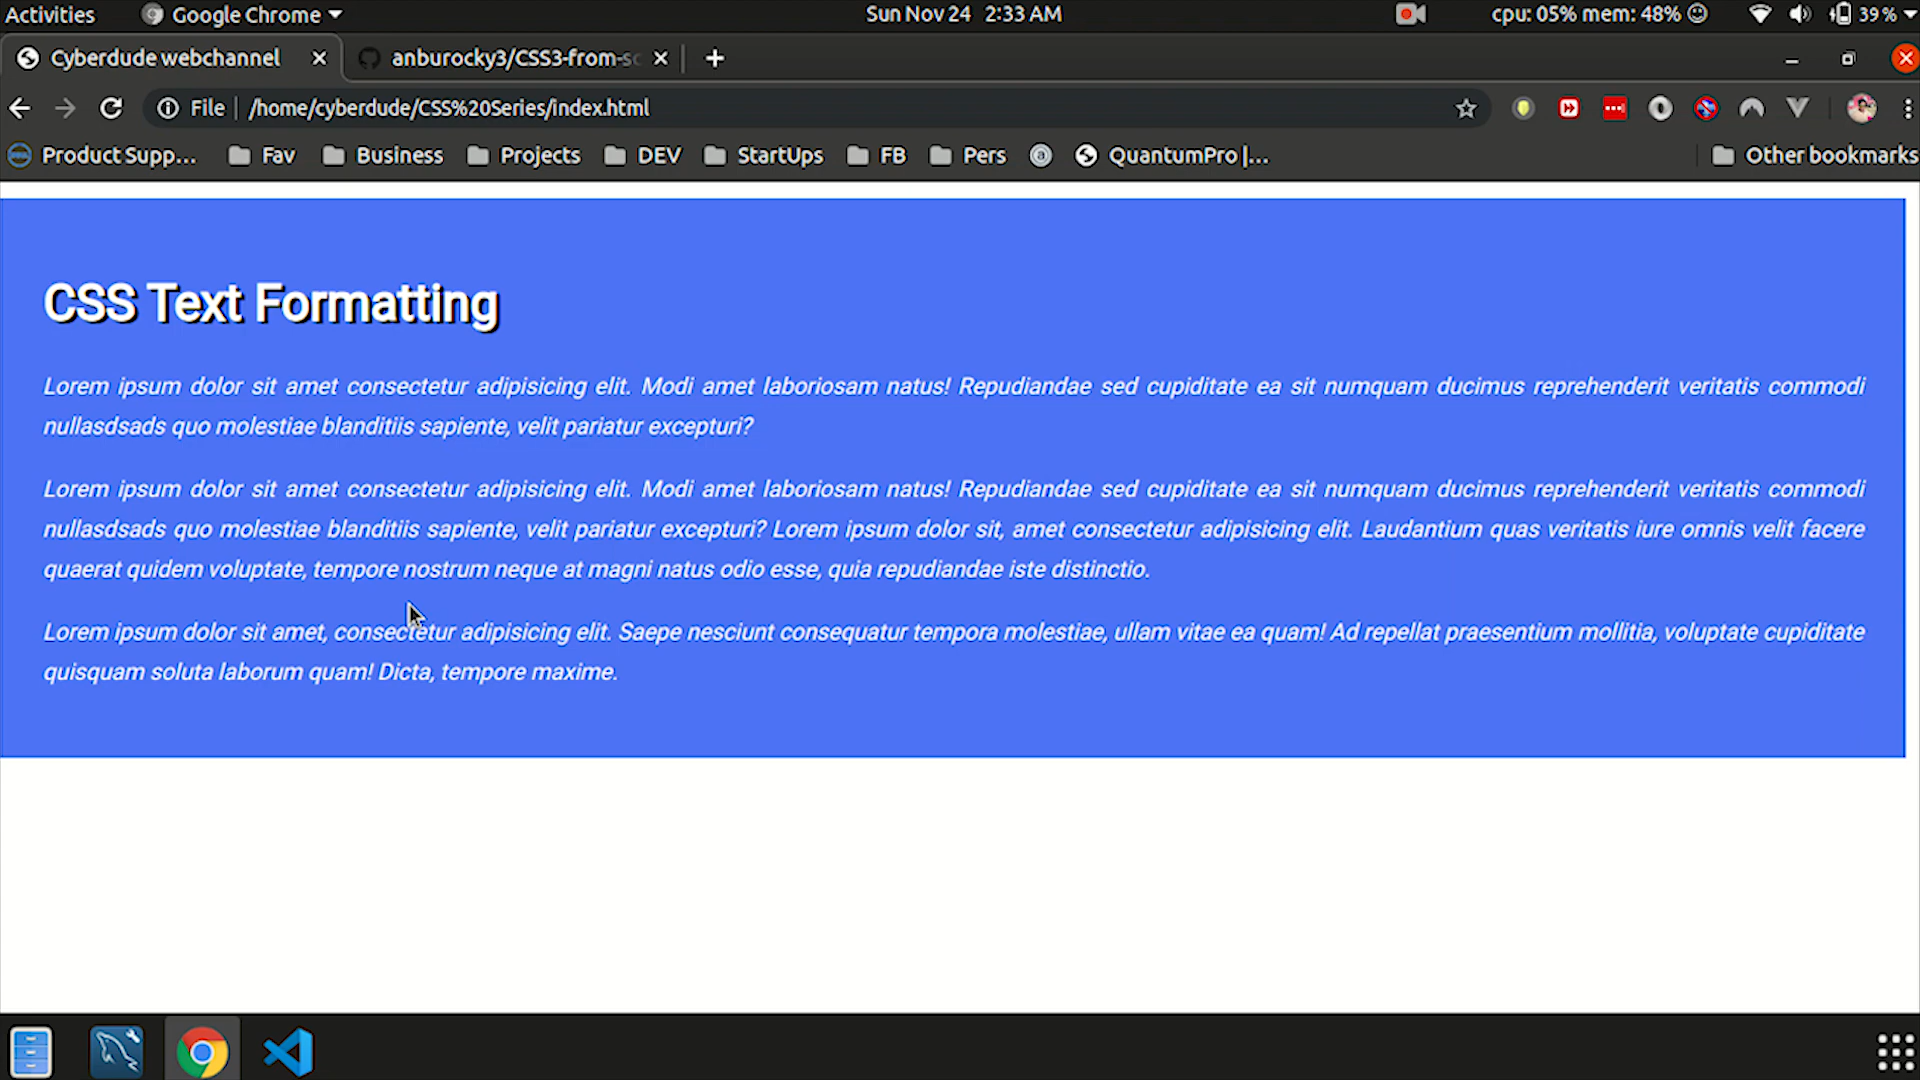 Activities Google Chrome Sun Nov 24 2:33 AM cpu: 05% mem: 48% 39%
Cyberdude webchannel anburocky3/CSS3-from-sc
File /home/cyberdude/CSS%20Series/index.html
Product Supp... Fav Business Projects DEV StartUps FB Pers QuantumPro |... Other bookmarks
CSS Text Formatting
Lorem ipsum dolor sit amet consectetur adipisicing elit. Modi amet laboriosam natus! Repudiandae sed cupiditate ea sit numquam ducimus reprehenderit veritatis commodi
nullasdsads quo molestiae blanditiis sapiente, velit pariatur excepturi?
Lorem ipsum dolor sit amet consectetur adipisicing elit. Modi amet laboriosam natus! Repudiandae sed cupiditate ea sit numquam ducimus reprehenderit veritatis commodi
nullasdsads quo molestiae blanditiis sapiente, velit pariatur excepturi? Lorem ipsum dolor sit, amet consectetur adipisicing elit. Laudantium quas veritatis iure omnis velit facere
quaerat quidem voluptate, tempore nostrum neque at magni natus odio esse, quia repudiandae iste distinctio.
Lorem ipsum dolor sit amet, consectetur adipisicing elit. Saepe nesciunt consequatur tempora molestiae, ullam vitae ea quam! Ad repellat praesentium mollitia, voluptate cupiditate
quisquam soluta laborum quam! Dicta, tempore maxime.